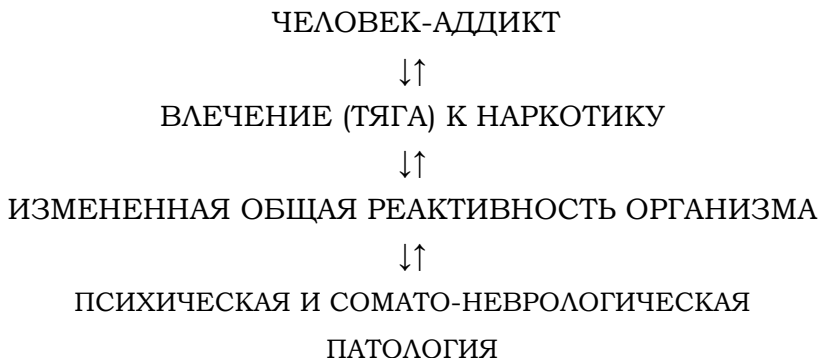 ЧЕЛОВЕК-АДДИКТ
↓↑
ВЛЕЧЕНИЕ (ТЯГА) К НАРКОТИКУ
↓↑
ИЗМЕНЕННАЯ ОБЩАЯ РЕАКТИВНОСТЬ ОРГАНИЗМА
↓↑
ПСИХИЧЕСКАЯ И СОМАТО-НЕВРОЛОГИЧЕСКАЯ
ПАТОЛОГИЯ